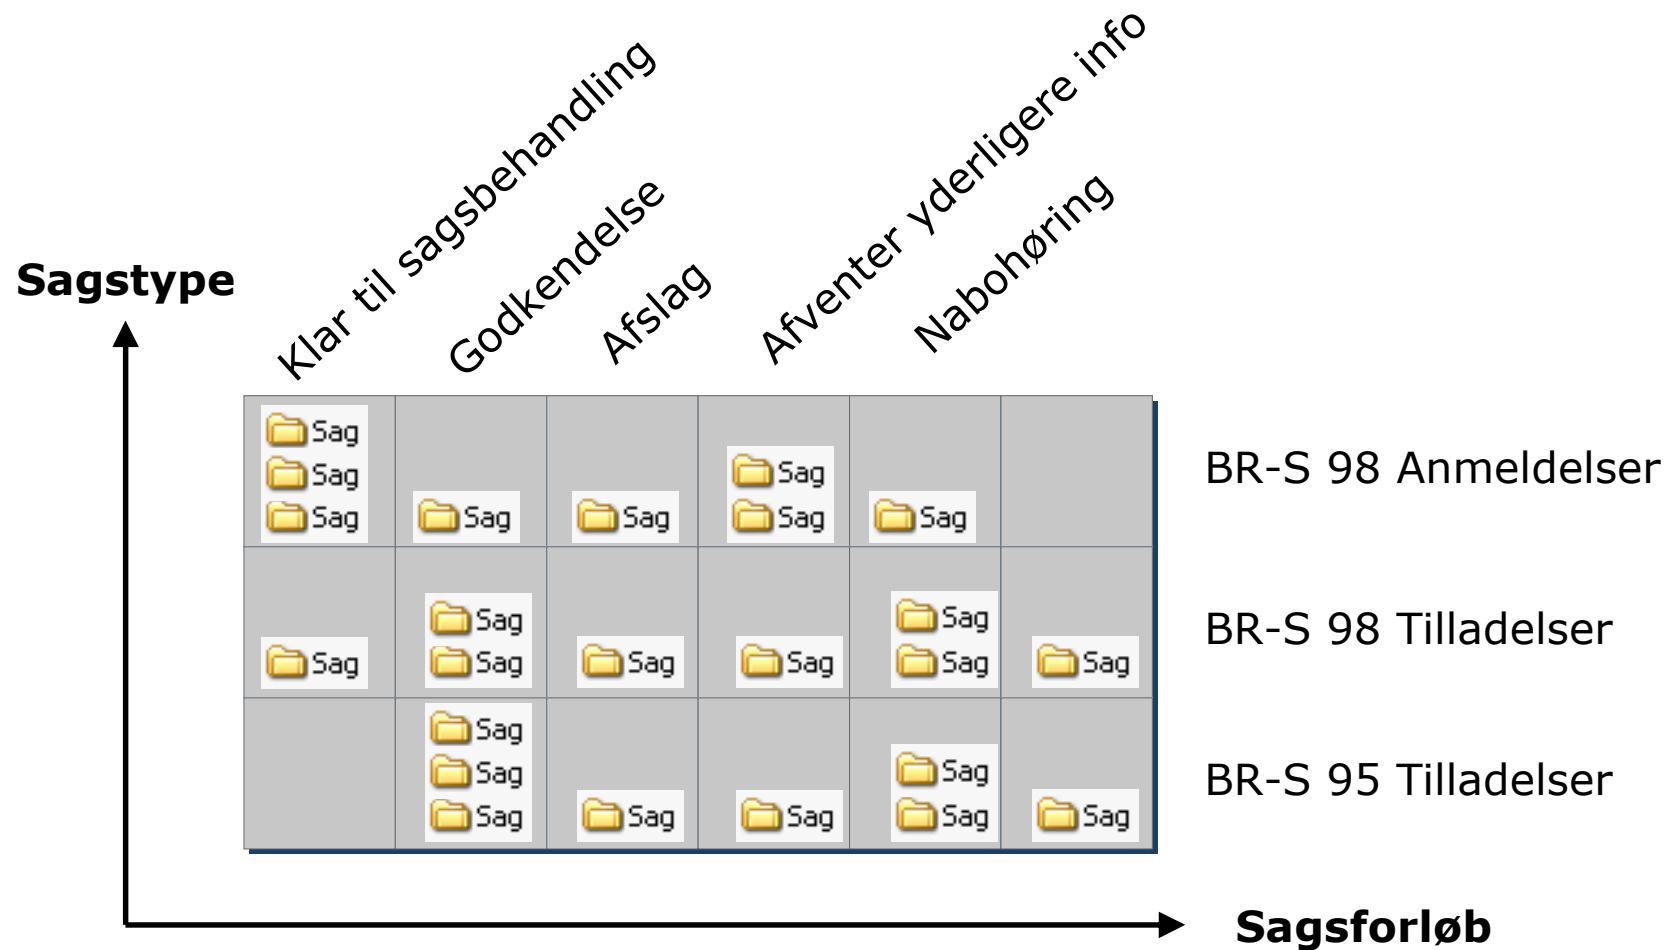 Klar til sagsbehandling
Godkendelse
Afslag
Afventer yderligere info
Nabohøring
Sagstype
Sag
Sag
Sag
Sag
Sag
Sag
Sag
Sag
BR-S 98 Anmeldelser
Sag
Sag
Sag
Sag
Sag
Sag
Sag
Sag
BR-S 98 Tilladelser
Sag
Sag
Sag
Sag
Sag
Sag
Sag
Sag
BR-S 95 Tilladelser
Sagsforløb